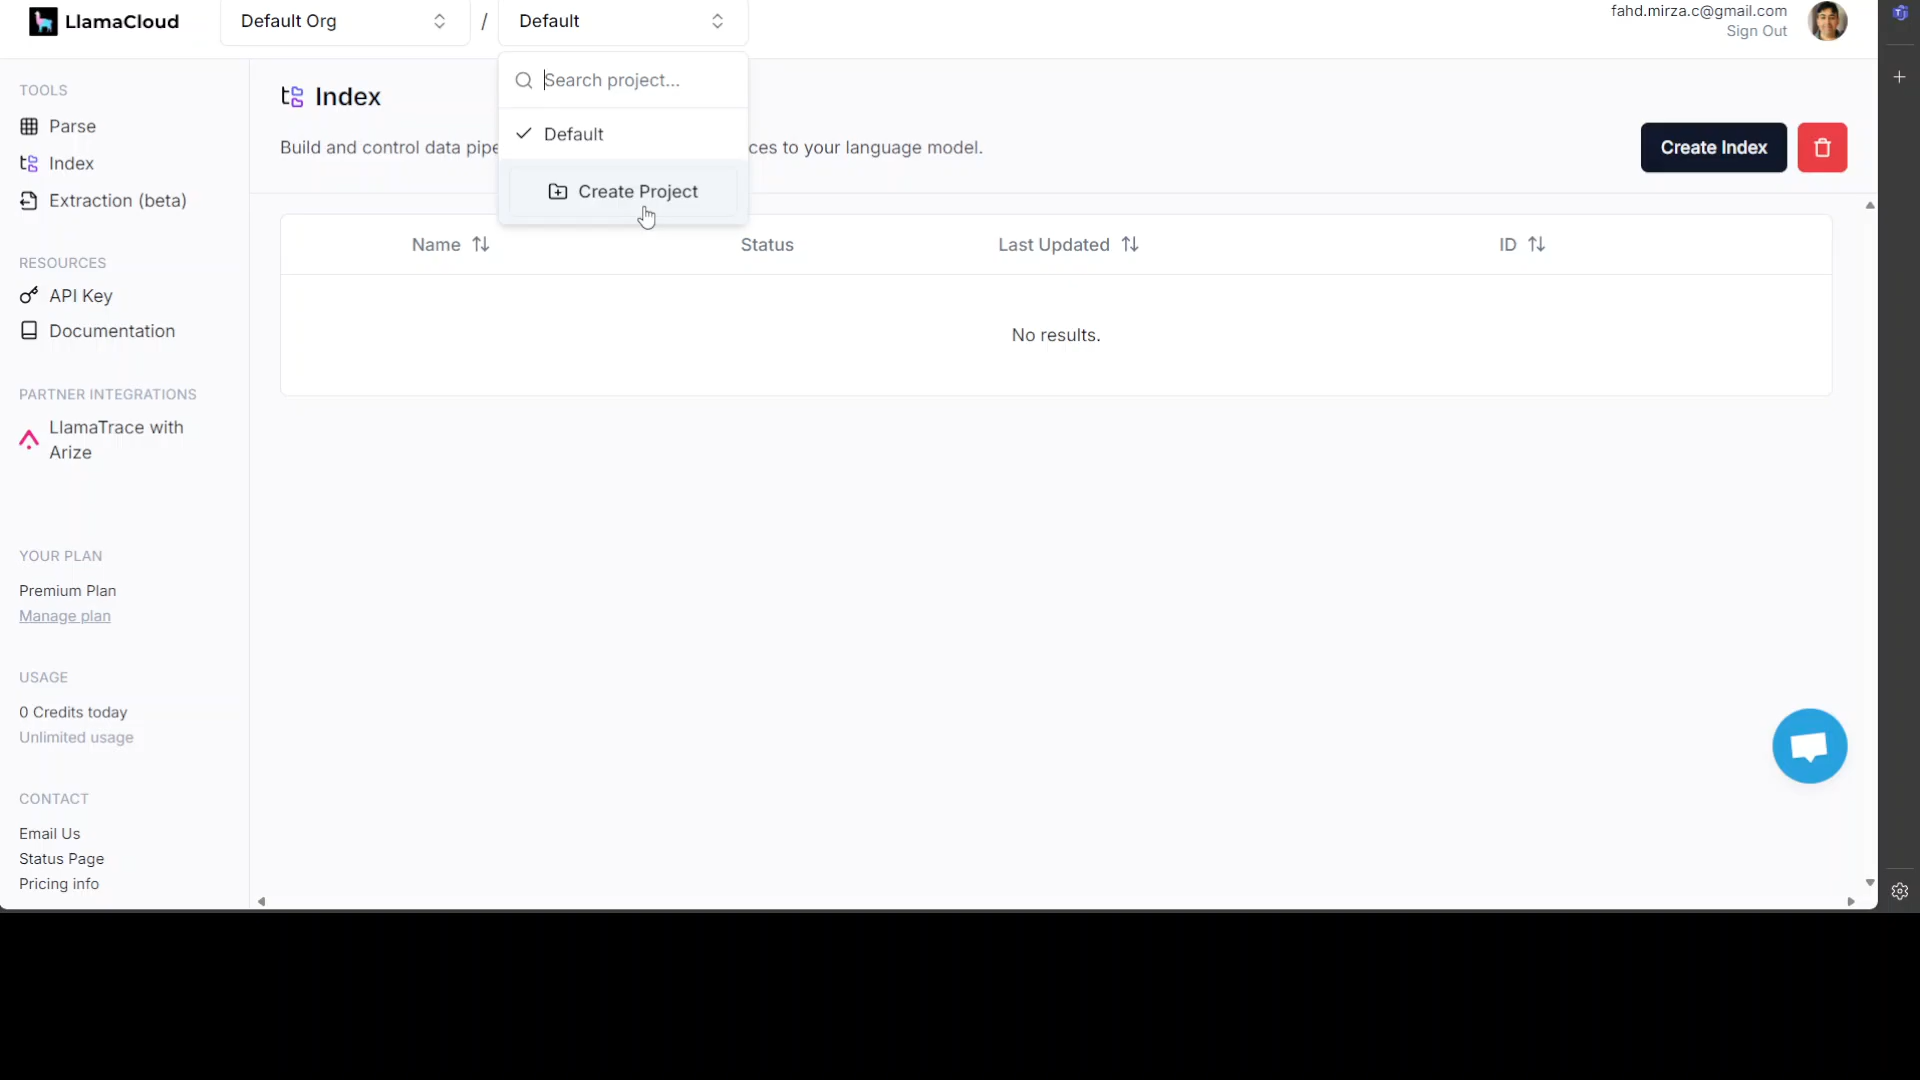 LlamaCloud
Default Org
/
Default
fahd.mirza.c@gmail.com
Sign Out
Search project...
Default
Create Project
TOOLS
Parse
Index
Extraction (beta)
RESOURCES
API Key
Documentation
PARTNER INTEGRATIONS
LlamaTrace with
Arize
YOUR PLAN
Premium Plan
Manage plan
USAGE
0 Credits today
Unlimited usage
CONTACT
Email Us
Status Page
Pricing info
Index
Build and control data pipe
ces to your language model.
Create Index
Name
Status
Last Updated
ID
No results.